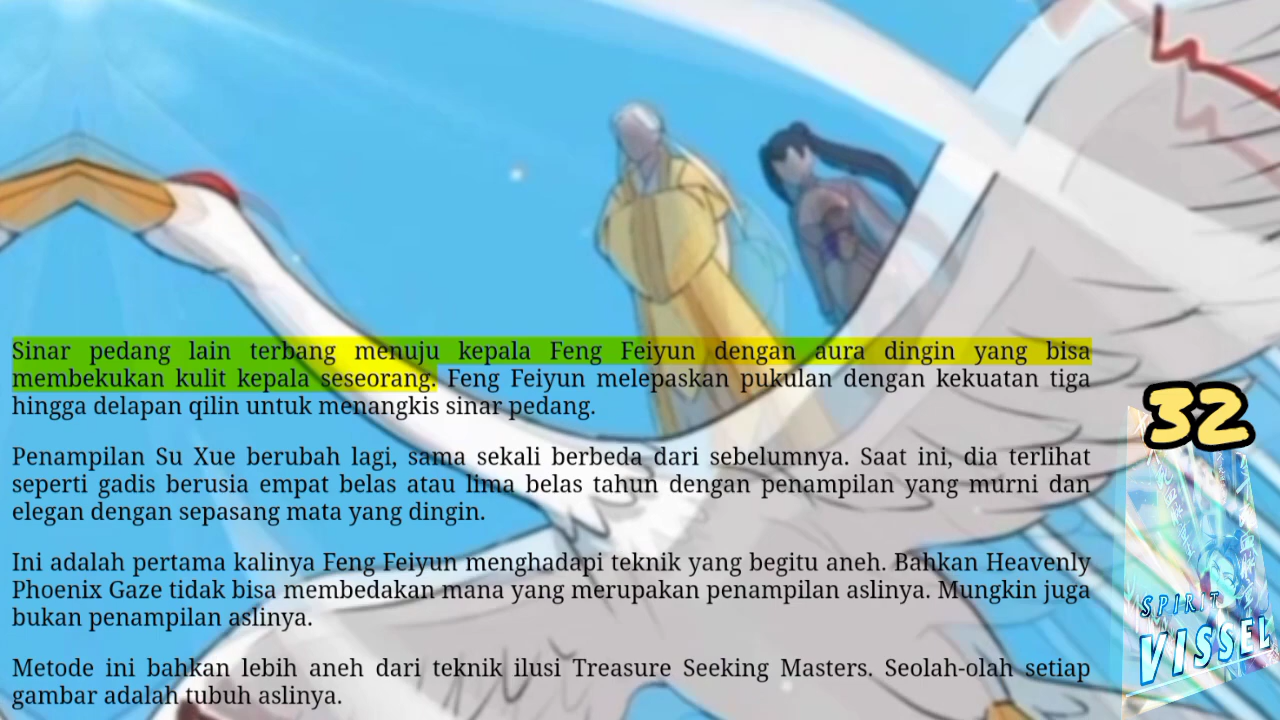 Sinar pedang lain terbang menuju kepala Feng Feiyun dengan aura dingin yang bisa
membekukan kulit kepala seseorang. Feng Feiyun melepaskan pukulan dengan kekuatan tiga
hingga delapan qilin untuk menangkis sinar pedang.
Penampilan Su Xue berubah lagi, sama sekali berbeda dari sebelumnya. Saat ini, dia terlihat
seperti gadis berusia empat belas atau lima belas tahun dengan penampilan yang murni dan
elegan dengan sepasang mata yang dingin.
Ini adalah pertama kalinya Feng Feiyun menghadapi teknik yang begitu aneh. Bahkan Heavenly
Phoenix Gaze tidak bisa membedakan mana yang merupakan penampilan aslinya. Mungkin juga
bukan penampilan aslinya.
Metode ini bahkan lebih aneh dari teknik ilusi Treasure Seeking Masters. Seolah-olah setiap
gambar adalah tubuh aslinya.
32
SPIRIT
VISSEL